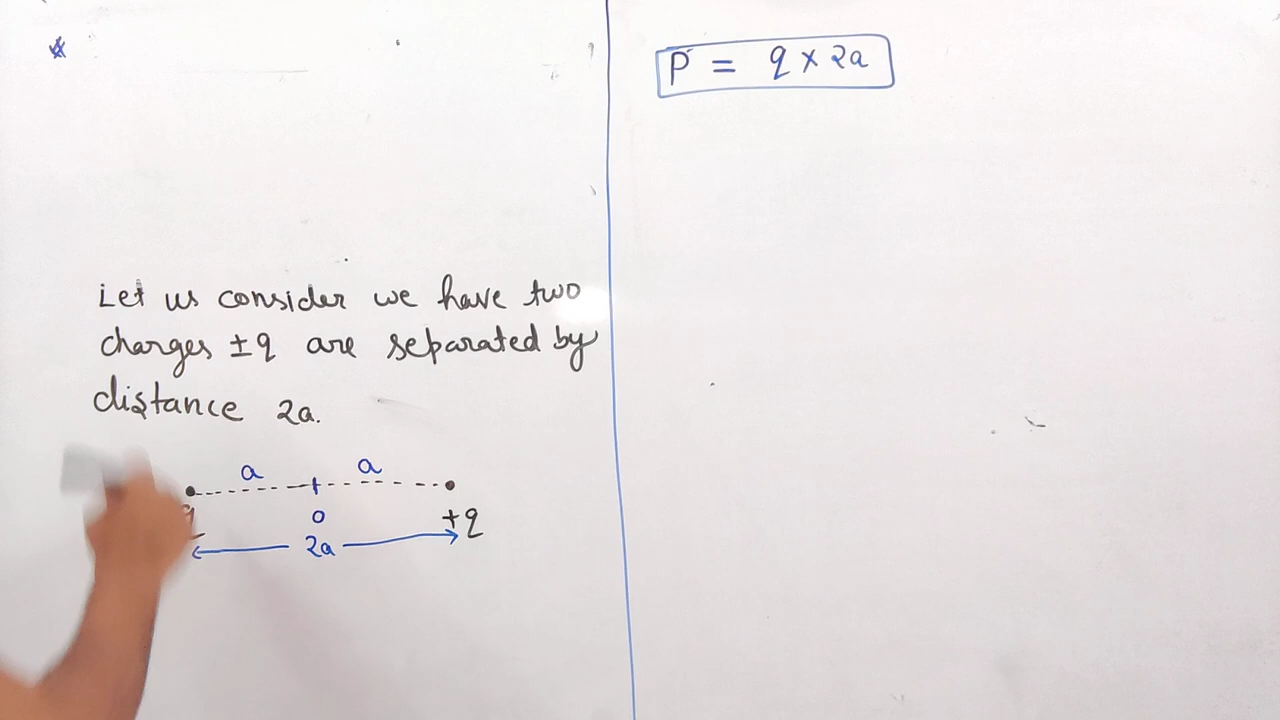 Let us consider we have two
charges ±q are separated by
distance 2a.
a a
o
+q
2a
P = q × 2a